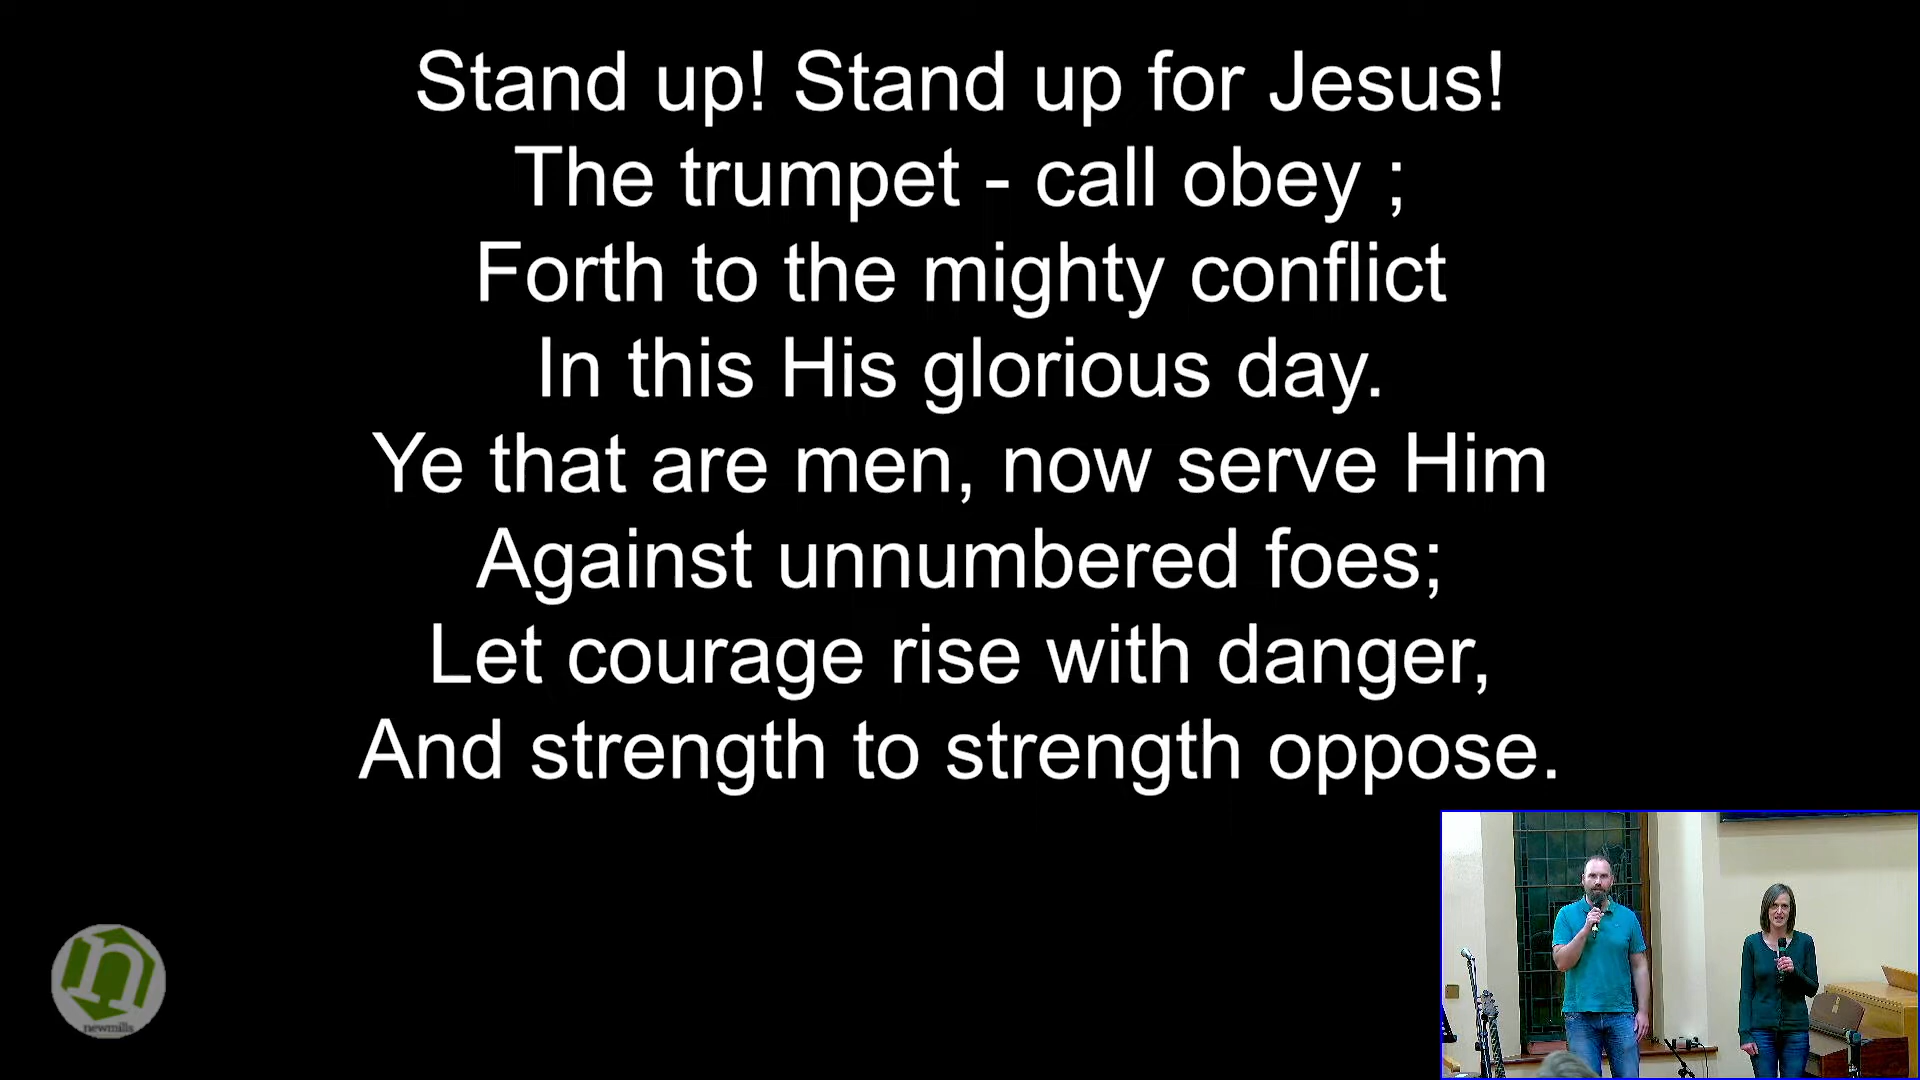 Stand up! Stand up for Jesus!
The trumpet - call obey ;
Forth to the mighty conflict
In this His glorious day.
Ye that are men, now serve Him
Against unnumbered foes;
Let courage rise with danger,
And strength to strength oppose.
n
newmills